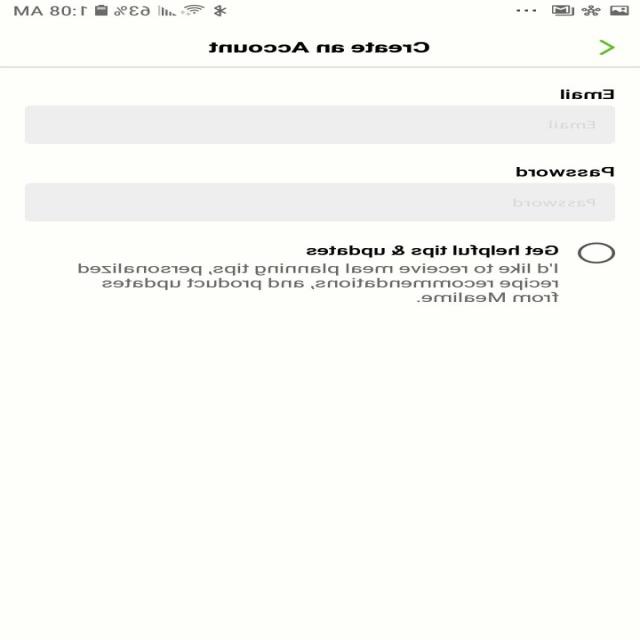 63% 1:08 AM
Create an Account
Email
Email
Password
Password
Get helpful tips & updates
I'd like to receive meal planning tips, personalized
recipe recommendations, and product updates
from Mealime.